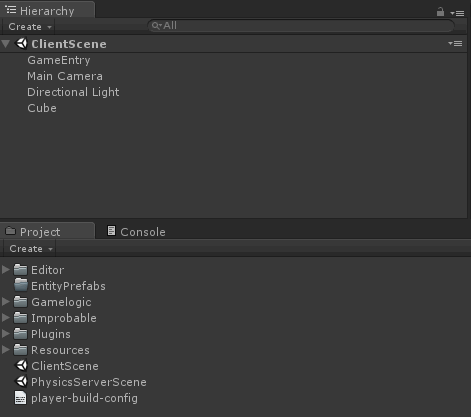 Hierarchy
Create All
ClientScene
GameEntry
Main Camera
Directional Light
Cube
Project Console
Create
Editor
EntityPrefabs
Gamelogic
Improbable
Plugins
Resources
ClientScene
PhysicsServerScene
player-build-config